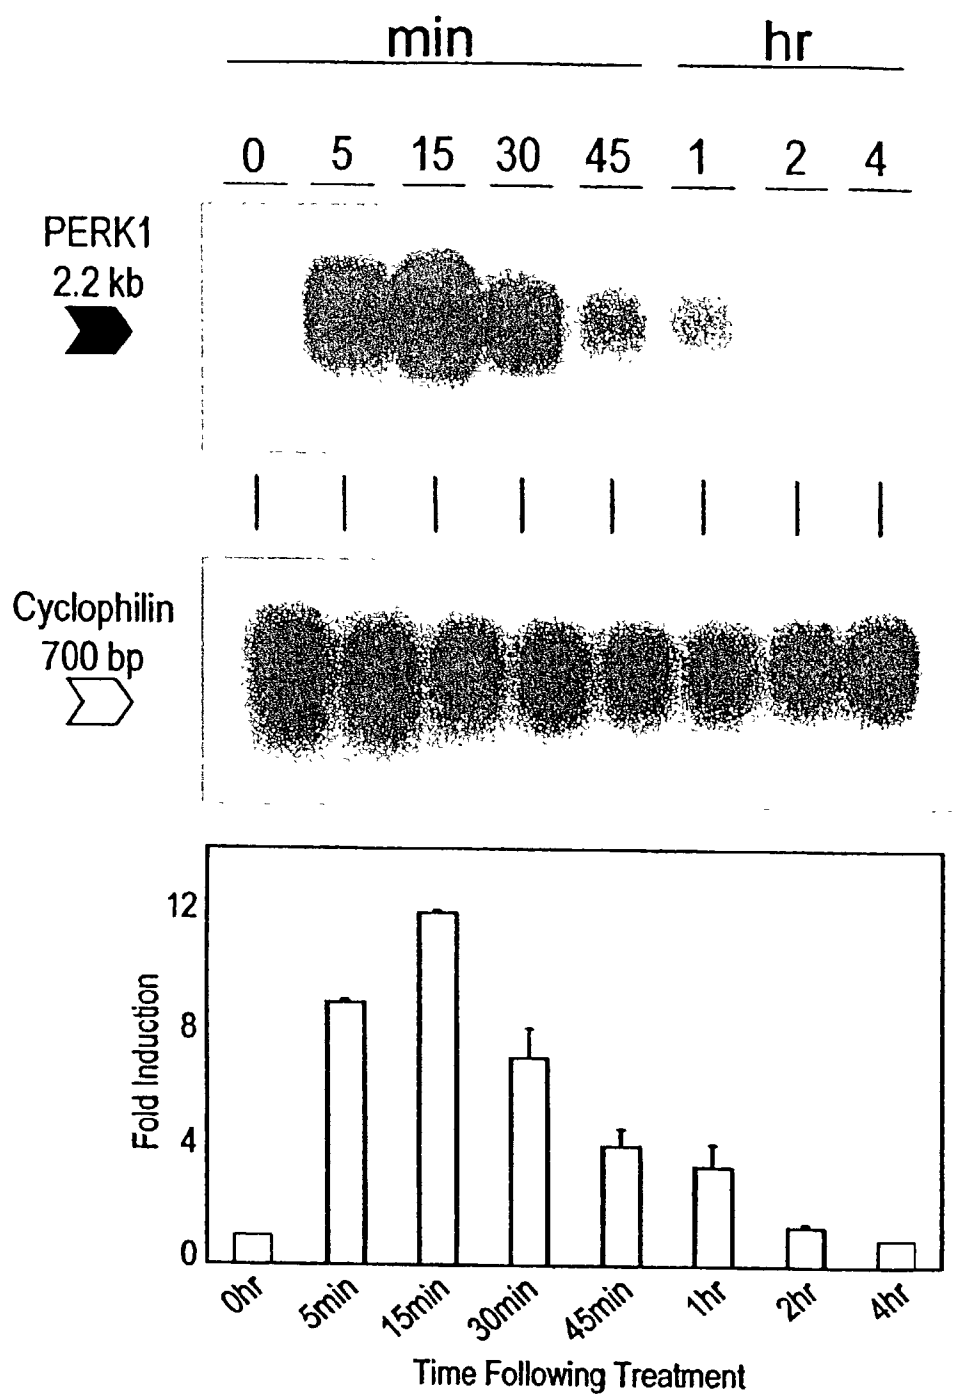 min hr
0 5 15 30 45 1 2 4
PERK1
2.2 kb
Cyclophilin
700 bp
12
8
4
0
Fold Induction
0hr 5min 15min 30min 45min 1hr 2hr 4hr
Time Following Treatment